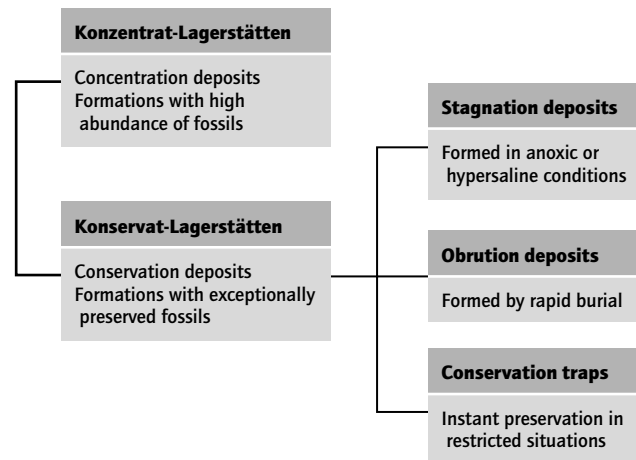 Konzentrat-Lagerstätten
Concentration deposits
Formations with high
abundance of fossils
Konservat-Lagerstätten
Conservation deposits
Formations with exceptionally
preserved fossils
Stagnation deposits
Formed in anoxic or
hypersaline conditions
Obrution deposits
Formed by rapid burial
Conservation traps
Instant preservation in
restricted situations